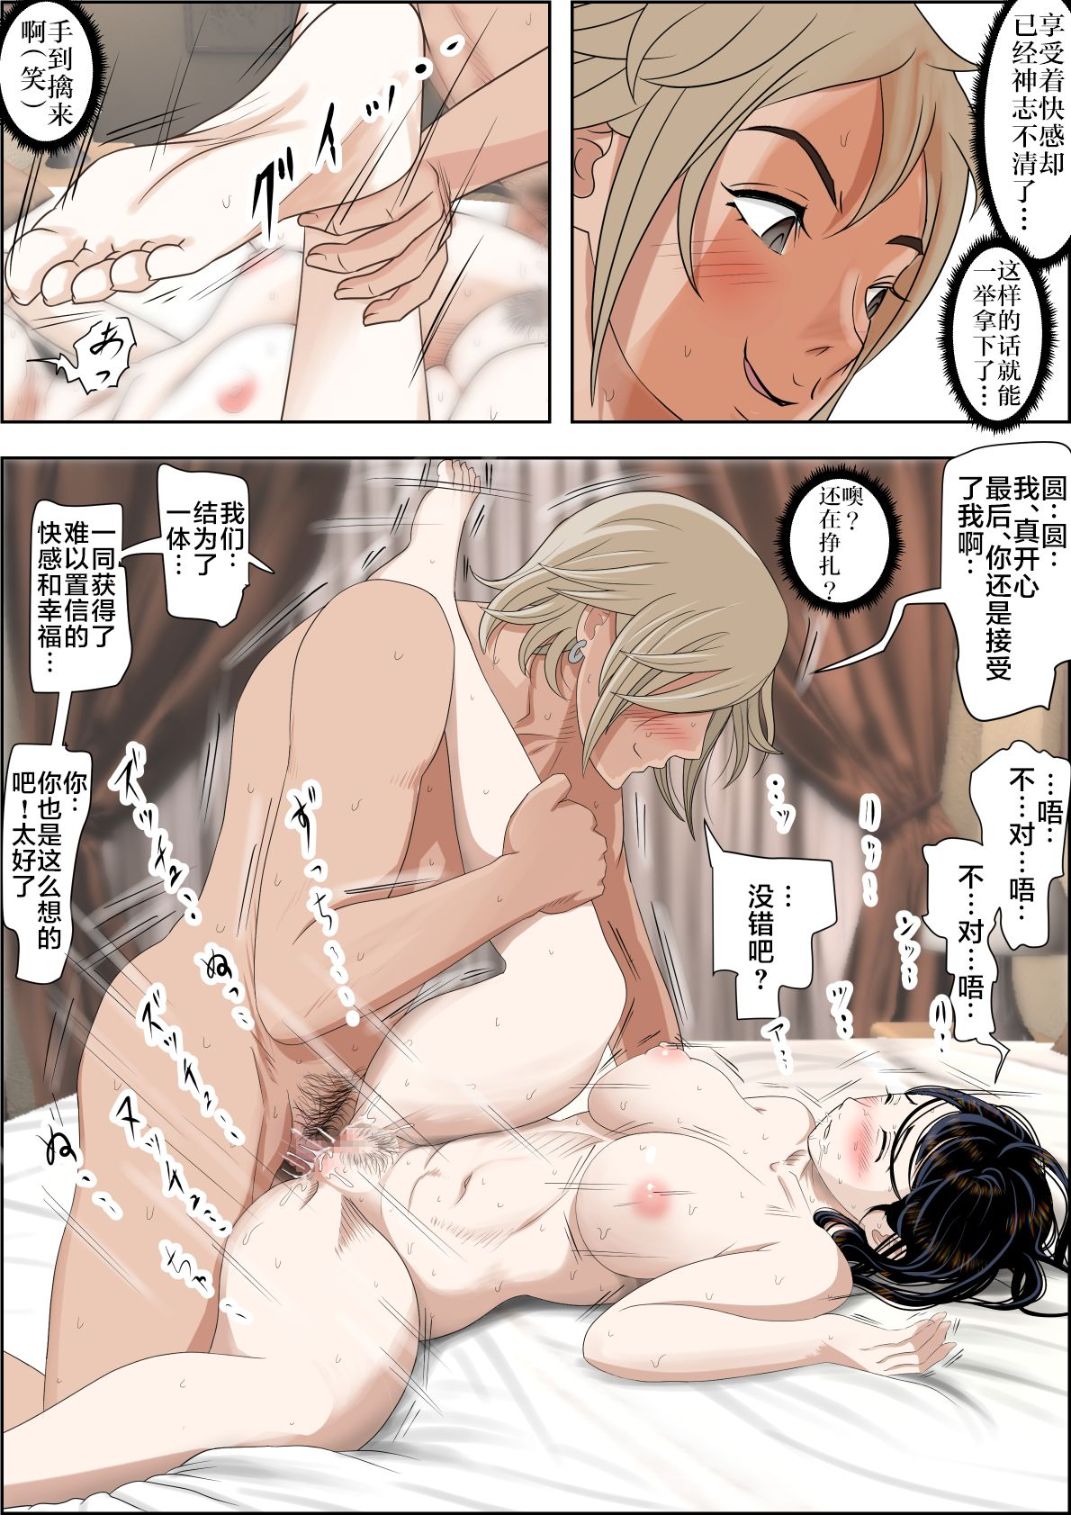 享受着快感却
已经神志不清了…
这样的话就能
一举拿下了…
手到擒来
啊（笑）
グッ
あっ
圆…圆…
我、真开心
最后、你还是接受
了我啊…
噢？
还在挣扎？
我们…
结为了
一体…
一同获得了
难以置信的
快感和幸福…
你…
你也是这么想的
吧！太好了
…
没错吧？
…唔…
不…对…唔…
不…对…唔…